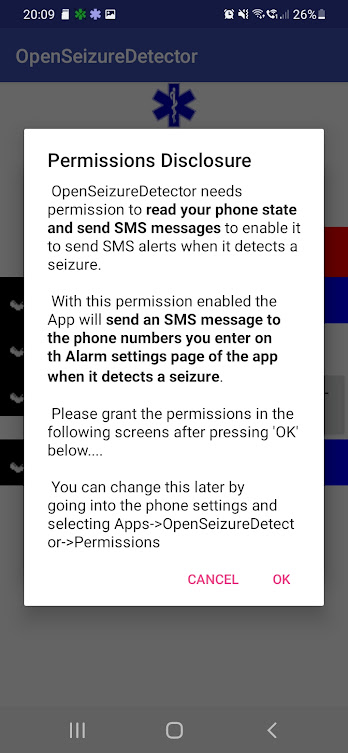 20:09 26%
OpenSeizureDetector
Permissions Disclosure
OpenSeizureDetector needs
permission to read your phone state
and send SMS messages to enable it
to send SMS alerts when it detects a
seizure.
With this permission enabled the
App will send an SMS message to
the phone numbers you enter on
th Alarm settings page of the app
when it detects a seizure.
Please grant the permissions in the
following screens after pressing 'OK'
below....
You can change this later by
going into the phone settings and
selecting Apps->OpenSeizureDetect
or->Permissions
CANCEL OK